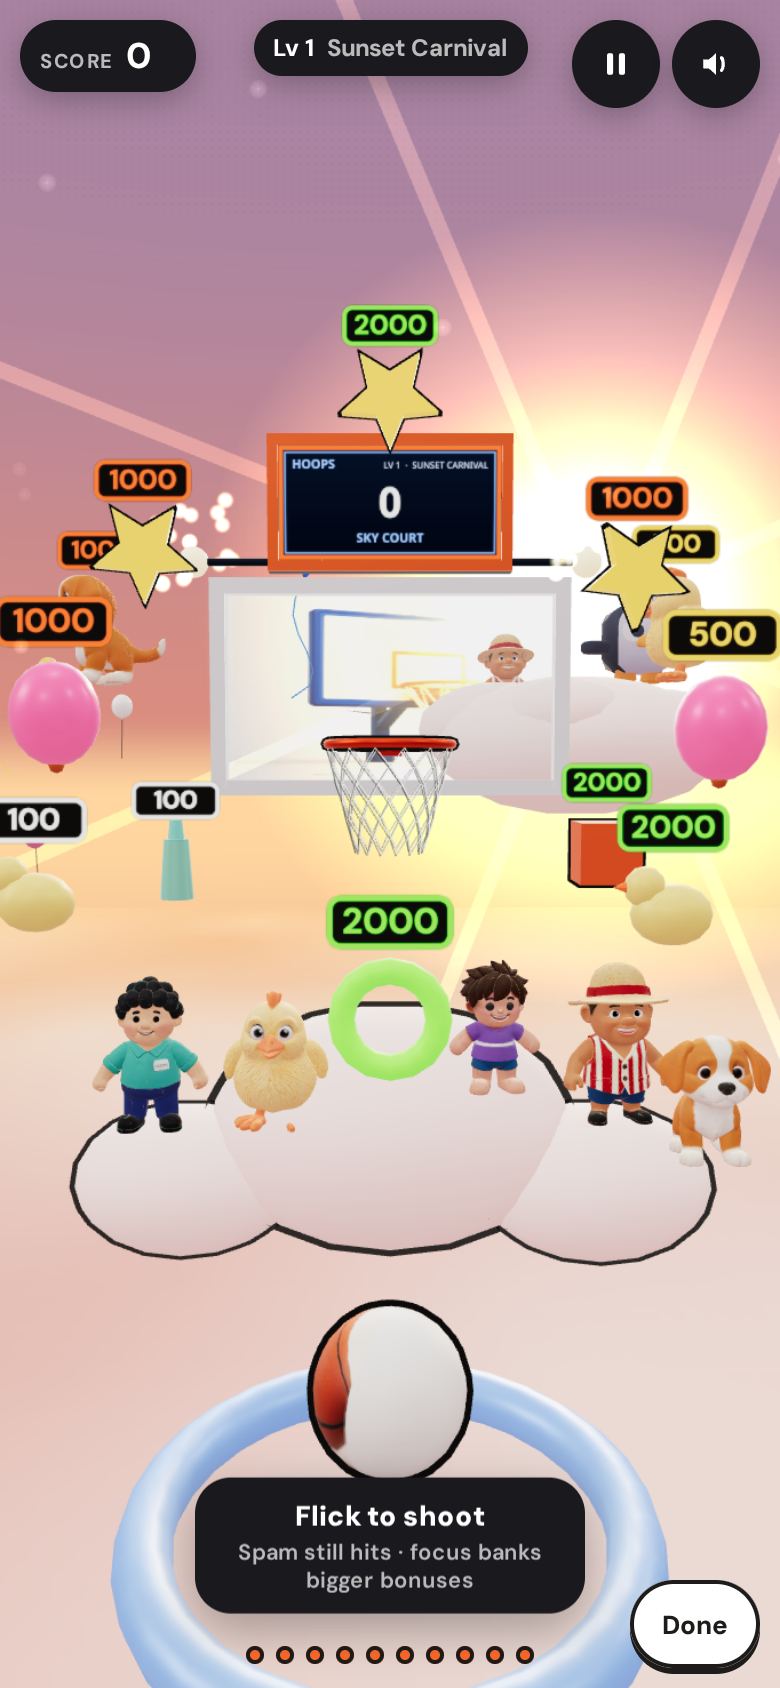 SCORE 0
Lv 1 Sunset Carnival
2000
HOOPS
LV 1 · SUNSET CARNIVAL
0
SKY COURT
1000
1000
1000
500
100
100
2000
2000
2000
Flick to shoot
Spam still hits · focus banks
bigger bonuses
Done